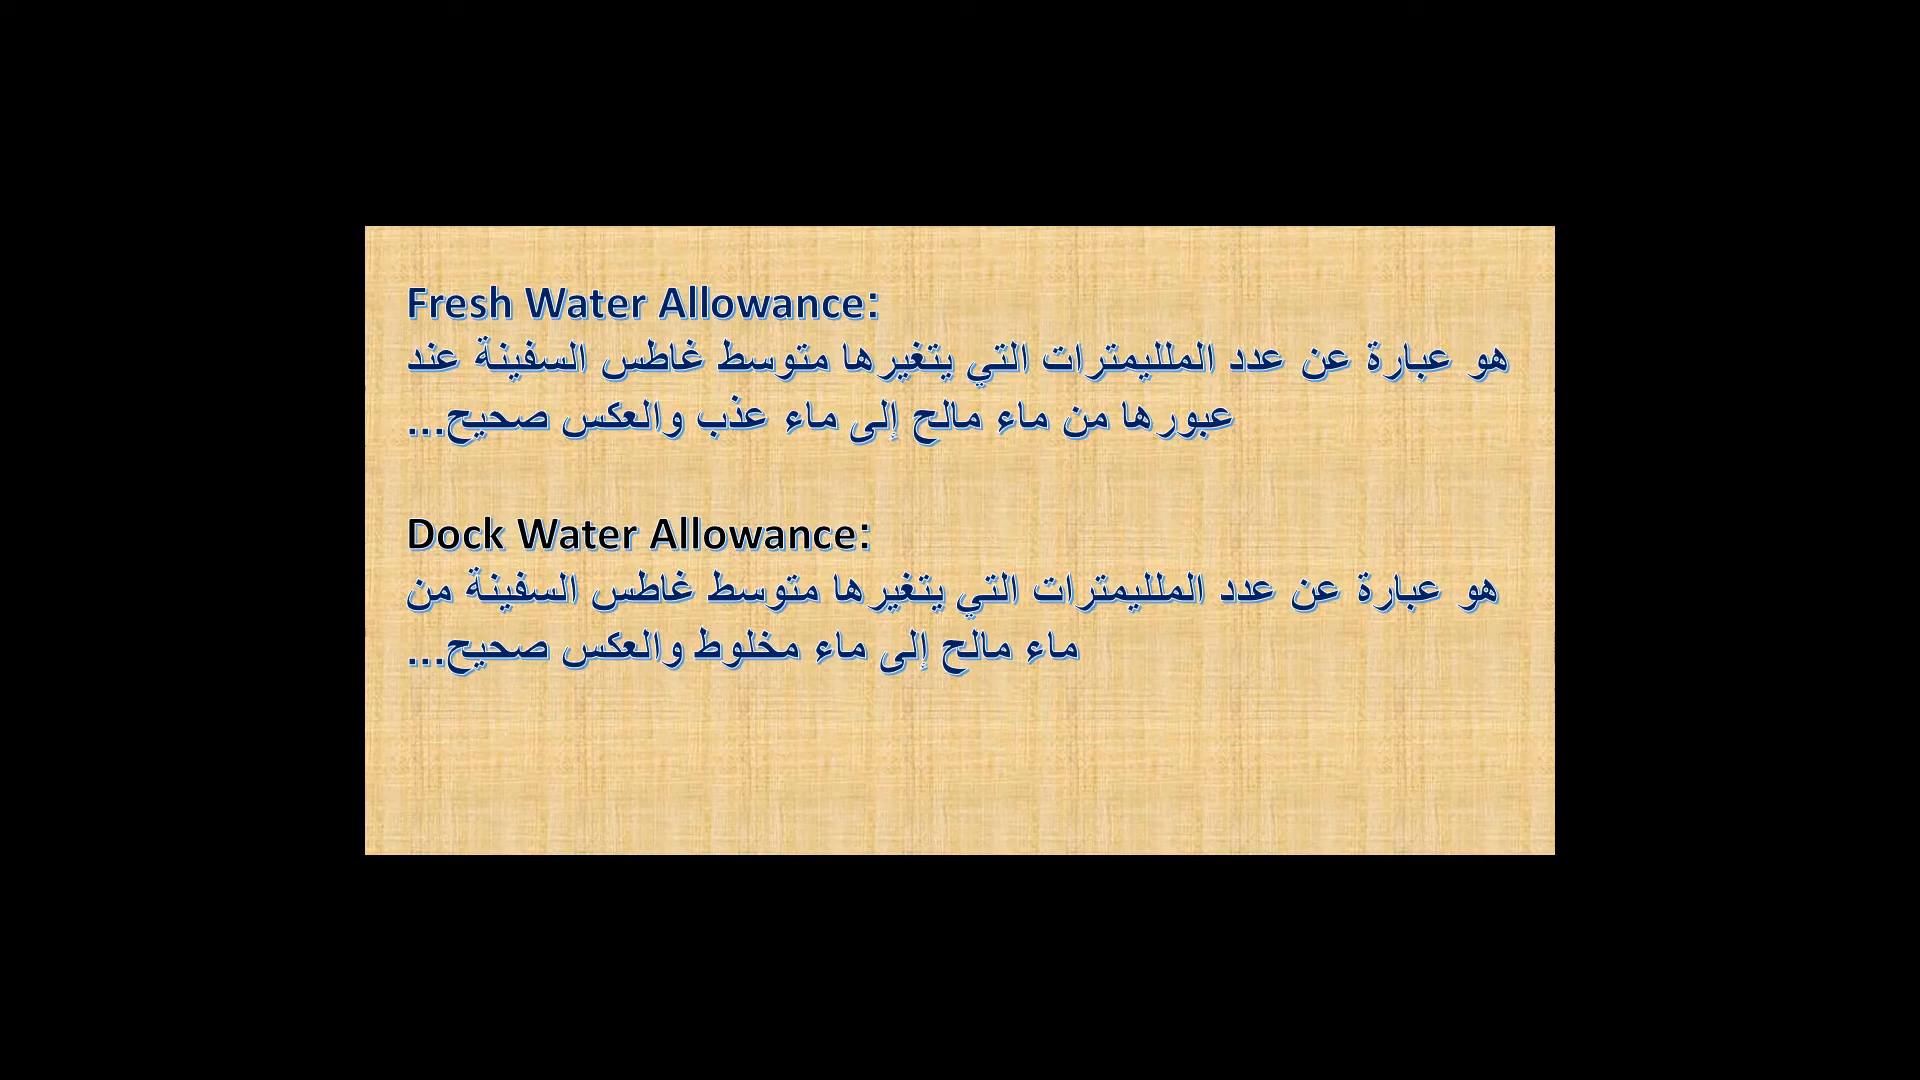 Fresh Water Allowance:
هو عبارة عن عدد الملليمترات التي يتغيرها متوسط غاطس السفينة عند
عبورها من ماء مالح إلى ماء عذب والعكس صحيح...
Dock Water Allowance:
هو عبارة عن عدد الملليمترات التي يتغيرها متوسط غاطس السفينة من
ماء مالح إلى ماء مخلوط والعكس صحيح...